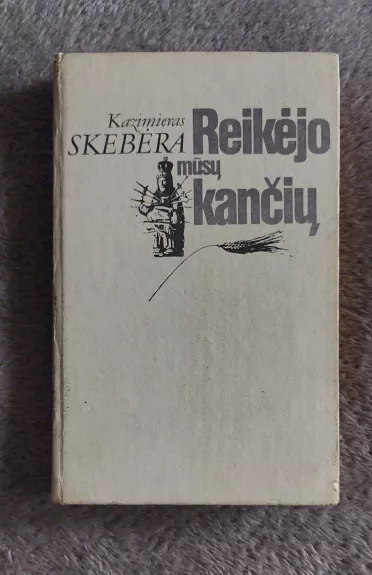 Kazimieras
SKEBĖRA
Reikėjo
mūsų
kančių